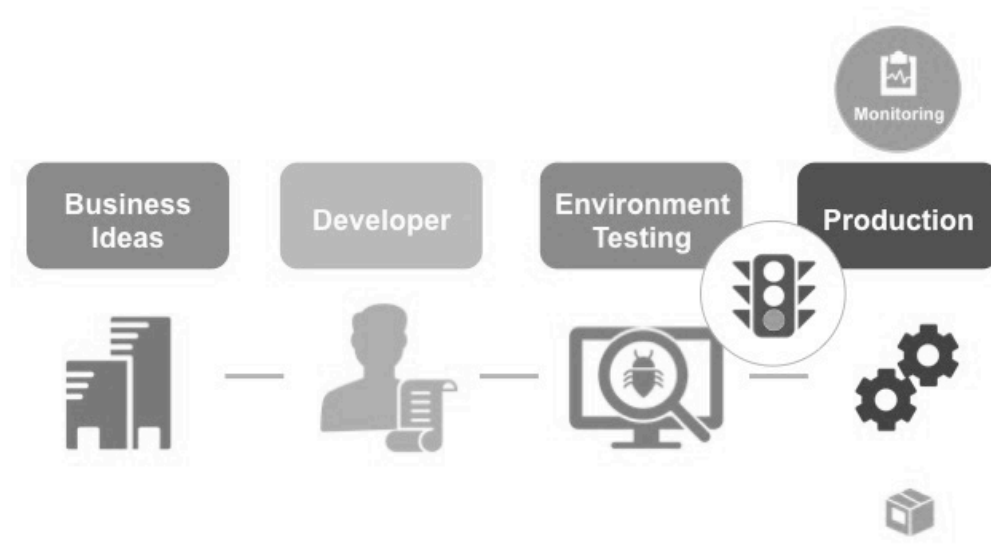 Monitoring
Business
Ideas
Developer
Environment
Testing
Production